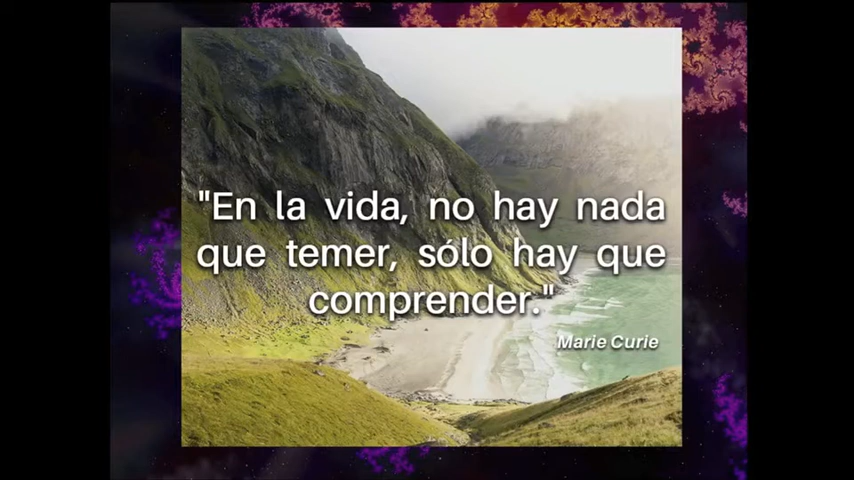 "En la vida, no hay nada
que temer, sólo hay que
comprender."
Marie Curie